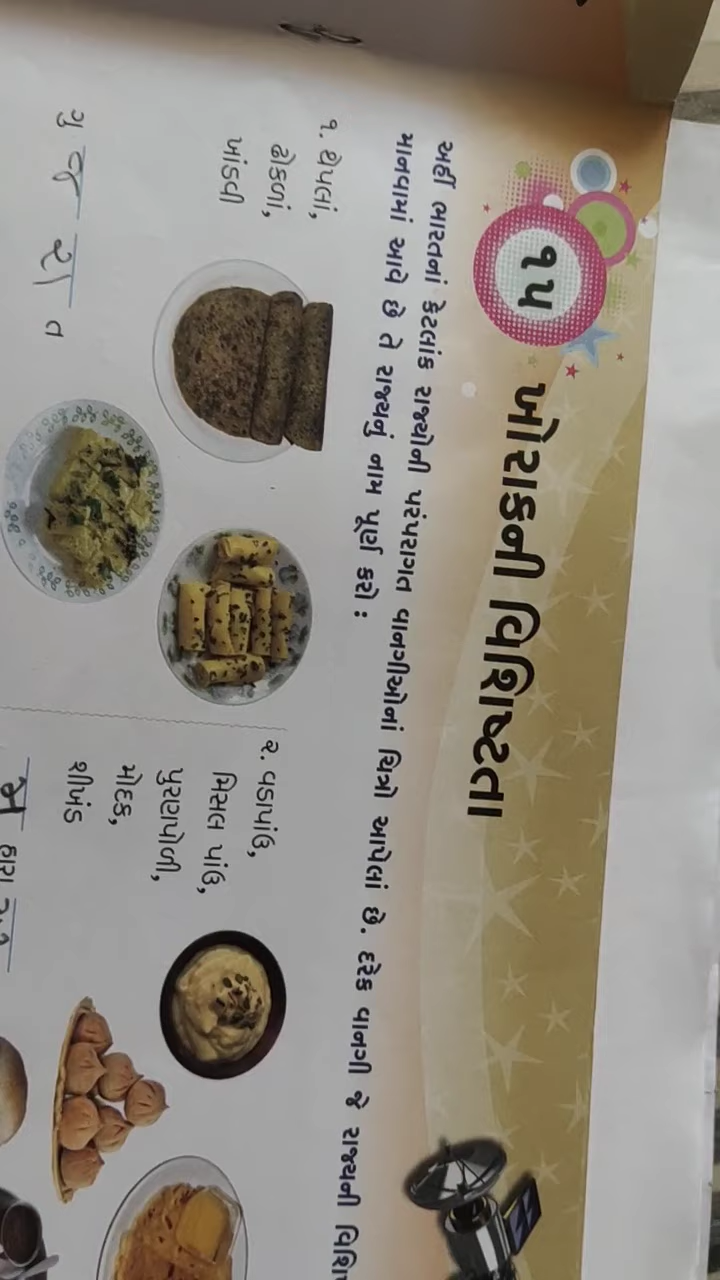 ૧૫
ખોરાકની વિશિષ્ટતા
અહીં ભારતનાં કેટલાંક રાજ્યોની પરંપરાગત વાનગીઓનાં ચિત્રો આપેલાં છે. દરેક વાનગી જે રાજ્યની
માનવામાં આવે છે તે રાજ્યનું નામ પૂર્ણ કરો :
૧. થેપલાં,
ઢોકળાં,
ખાંડવી
ગુ જ રા ત
૨. વડાપાંઉ,
મિસલ પાંઉ,
પુરણપોળી,
મોદક,
શીખંડ